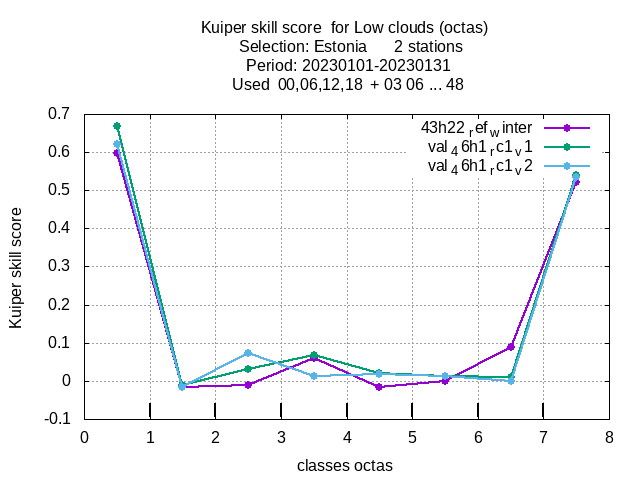 Kuiper skill score  for Low clouds (octas)
Selection: Estonia      2 stations
Period: 20230101-20230131
Used  00,06,12,18  + 03 06 ... 48
43h22 ref winter
val 46h1 rc1 v1
val 46h1 rc1 v2
0.7
0.6
0.5
0.4
0.3
0.2
0.1
0
-0.1
Kuiper skill score
0 1 2 3 4 5 6 7 8
classes octas